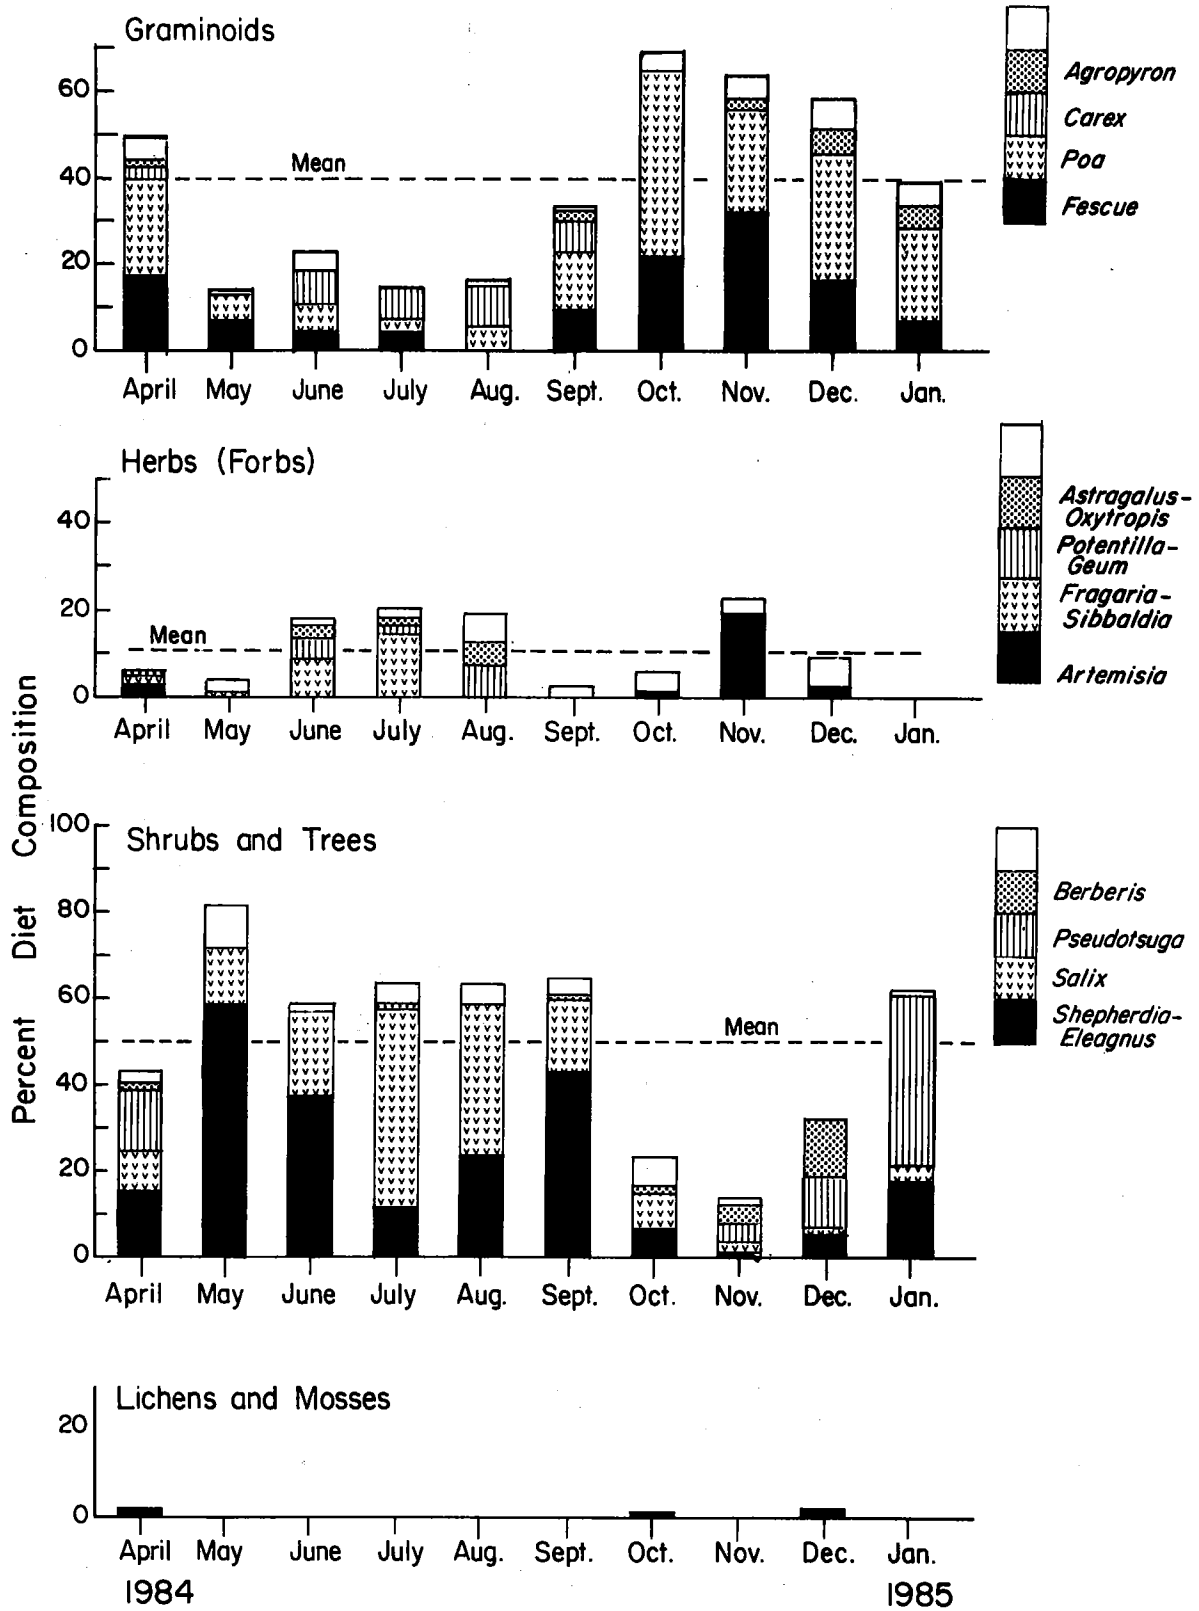 Graminoids
60
40
20
0
Mean
April May June July Aug. Sept. Oct. Nov. Dec. Jan.
Agropyron
Carex
Poa
Fescue
Herbs (Forbs)
40
20
0
Mean
April May June July Aug. Sept. Oct. Nov. Dec. Jan.
Astragalus-
Oxytropis
Potentilla-
Geum
Fragaria-
Sibbaldia
Artemisia
Percent Diet Composition
Shrubs and Trees
100
80
60
40
20
0
Mean
April May June July Aug. Sept. Oct. Nov. Dec. Jan.
Berberis
Pseudotsuga
Salix
Shepherdia-
Eleagnus
Lichens and Mosses
20
0
April May June July Aug. Sept. Oct. Nov. Dec. Jan.
1984 1985